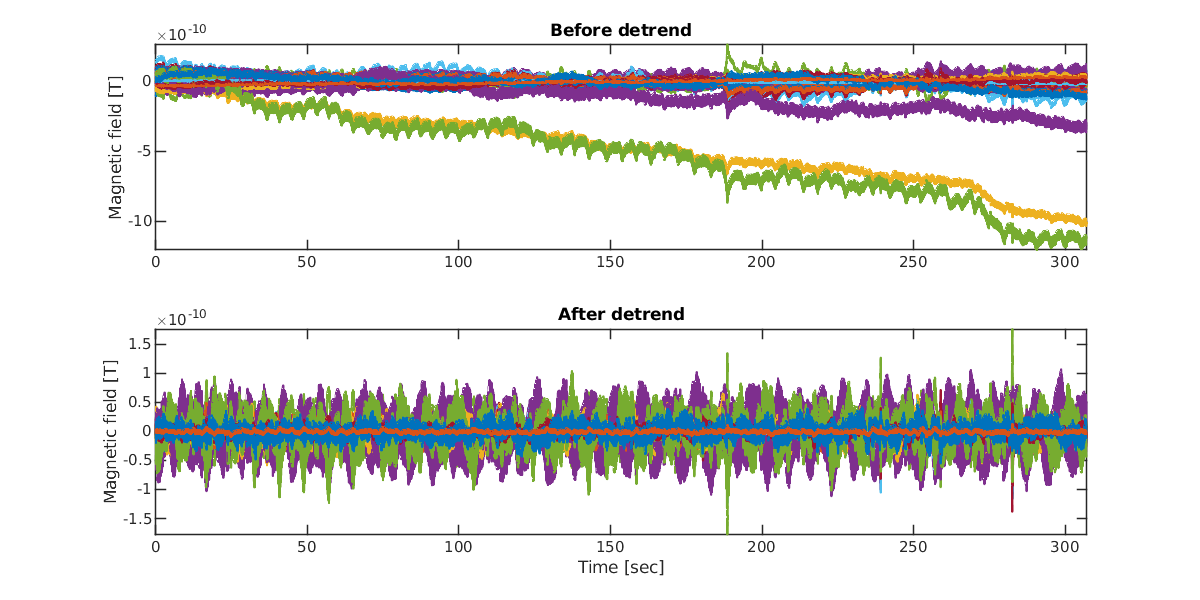 Before detrend
×10-10
Magnetic field [T]
0
-5
-10
0 50 100 150 200 250 300
After detrend
×10-10
Magnetic field [T]
1.5
1
0.5
0
-0.5
-1
-1.5
0 50 100 150 200 250 300
Time [sec]